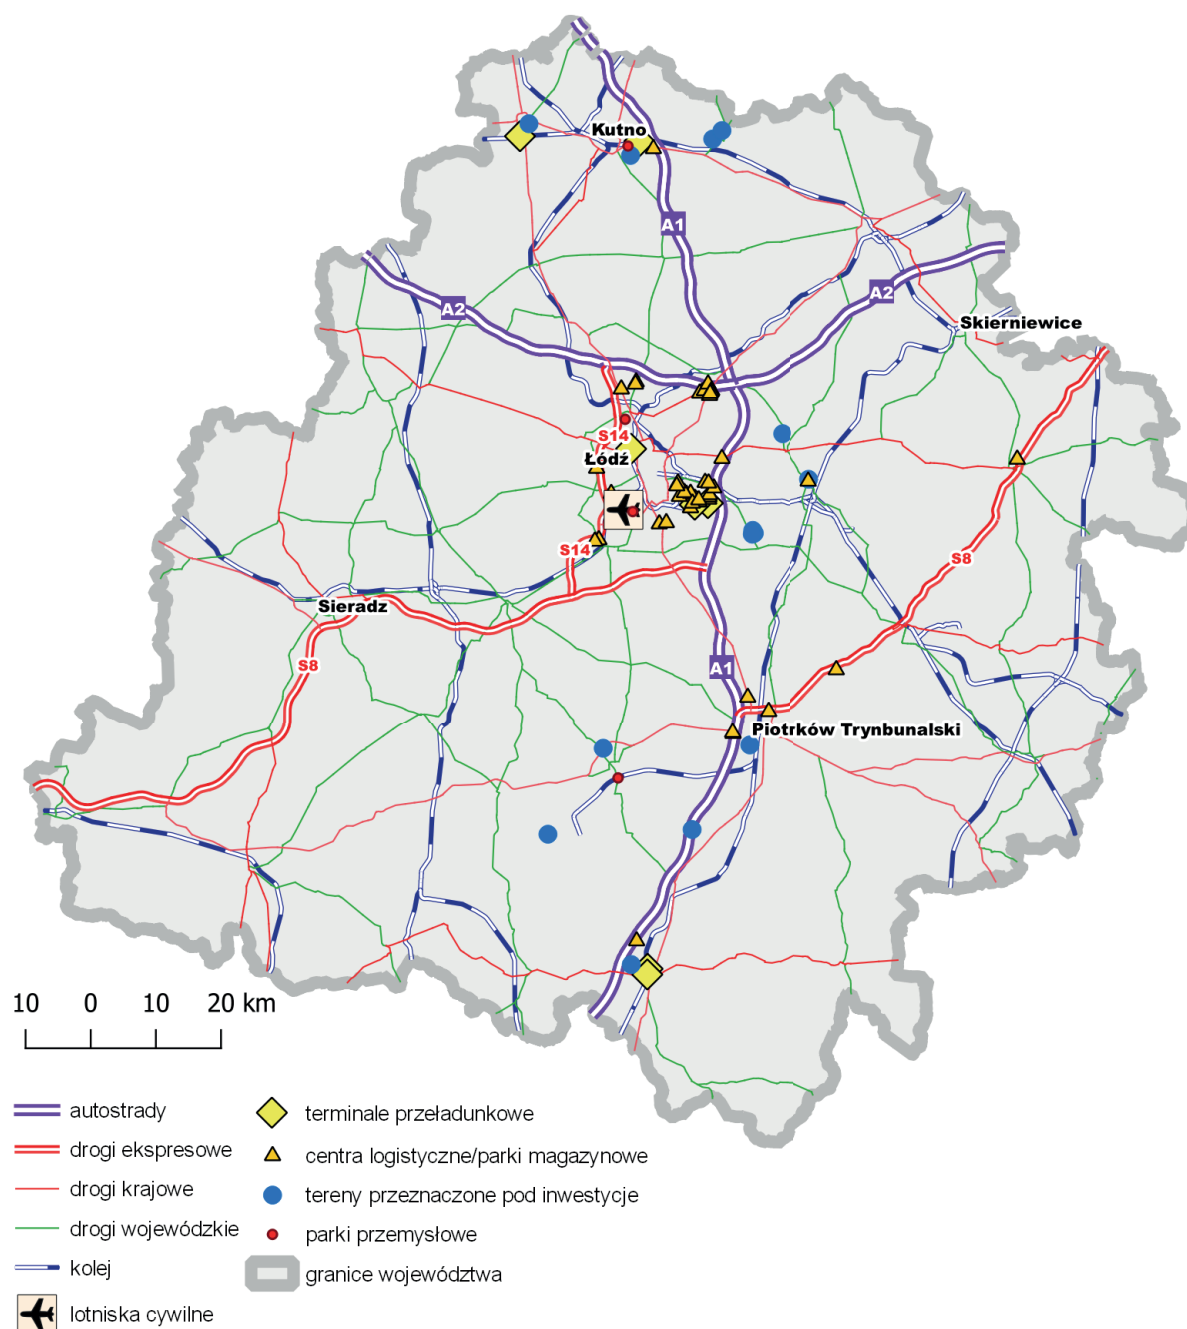 Kutno
A1
A2
A2
Skierniewice
S14
Łódź
S14
S8
Sieradz
S8
A1
Piotrków Trynbunalski
10 0 10 20 km
autostrady
drogi ekspresowe
drogi krajowe
drogi wojewódzkie
kolej
lotniska cywilne
terminale przeładunkowe
centra logistyczne/parki magazynowe
tereny przeznaczone pod inwestycje
parki przemysłowe
granice województwa